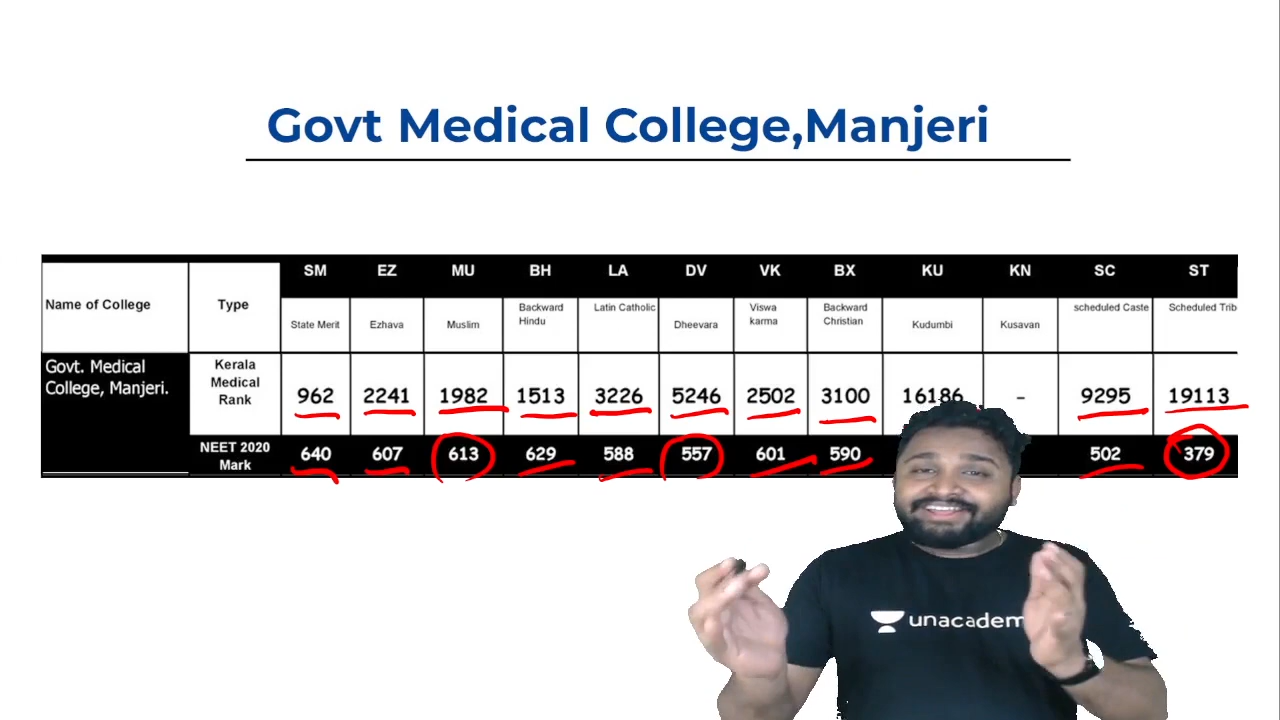 Govt Medical College,Manjeri
SM EZ MU BH LA DV VK BX KU KN SC ST
Name of College Type State Merit Ezhava Muslim Backward Hindu Latin Catholic Dheevara Viswa karma Backward Christian Kudumbi Kusavan scheduled Caste Scheduled Trib
Govt. Medical College, Manjeri. Kerala Medical Rank 962 2241 1982 1513 3226 5246 2502 3100 16186 - 9295 19113
NEET 2020 Mark 640 607 613 629 588 557 601 590 502 379
unacadem